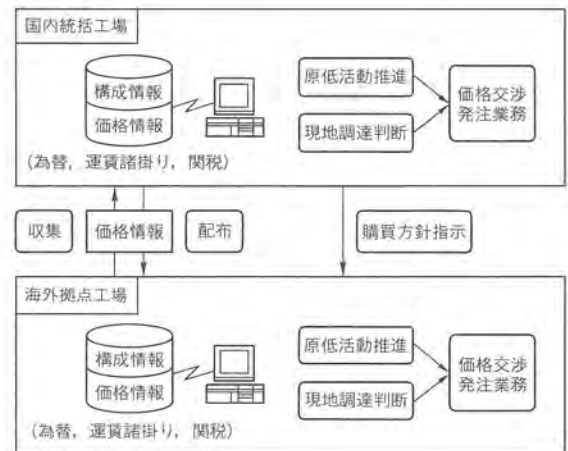 国内統括工場
構成情報
価格情報
(為替，運賃諸掛り，関税)
原低活動推進
現地調達判断
価格交渉
発注業務
収集
価格情報
配布
購買方針指示
海外拠点工場
構成情報
価格情報
(為替，運賃諸掛り，関税)
原低活動推進
現地調達判断
価格交渉
発注業務